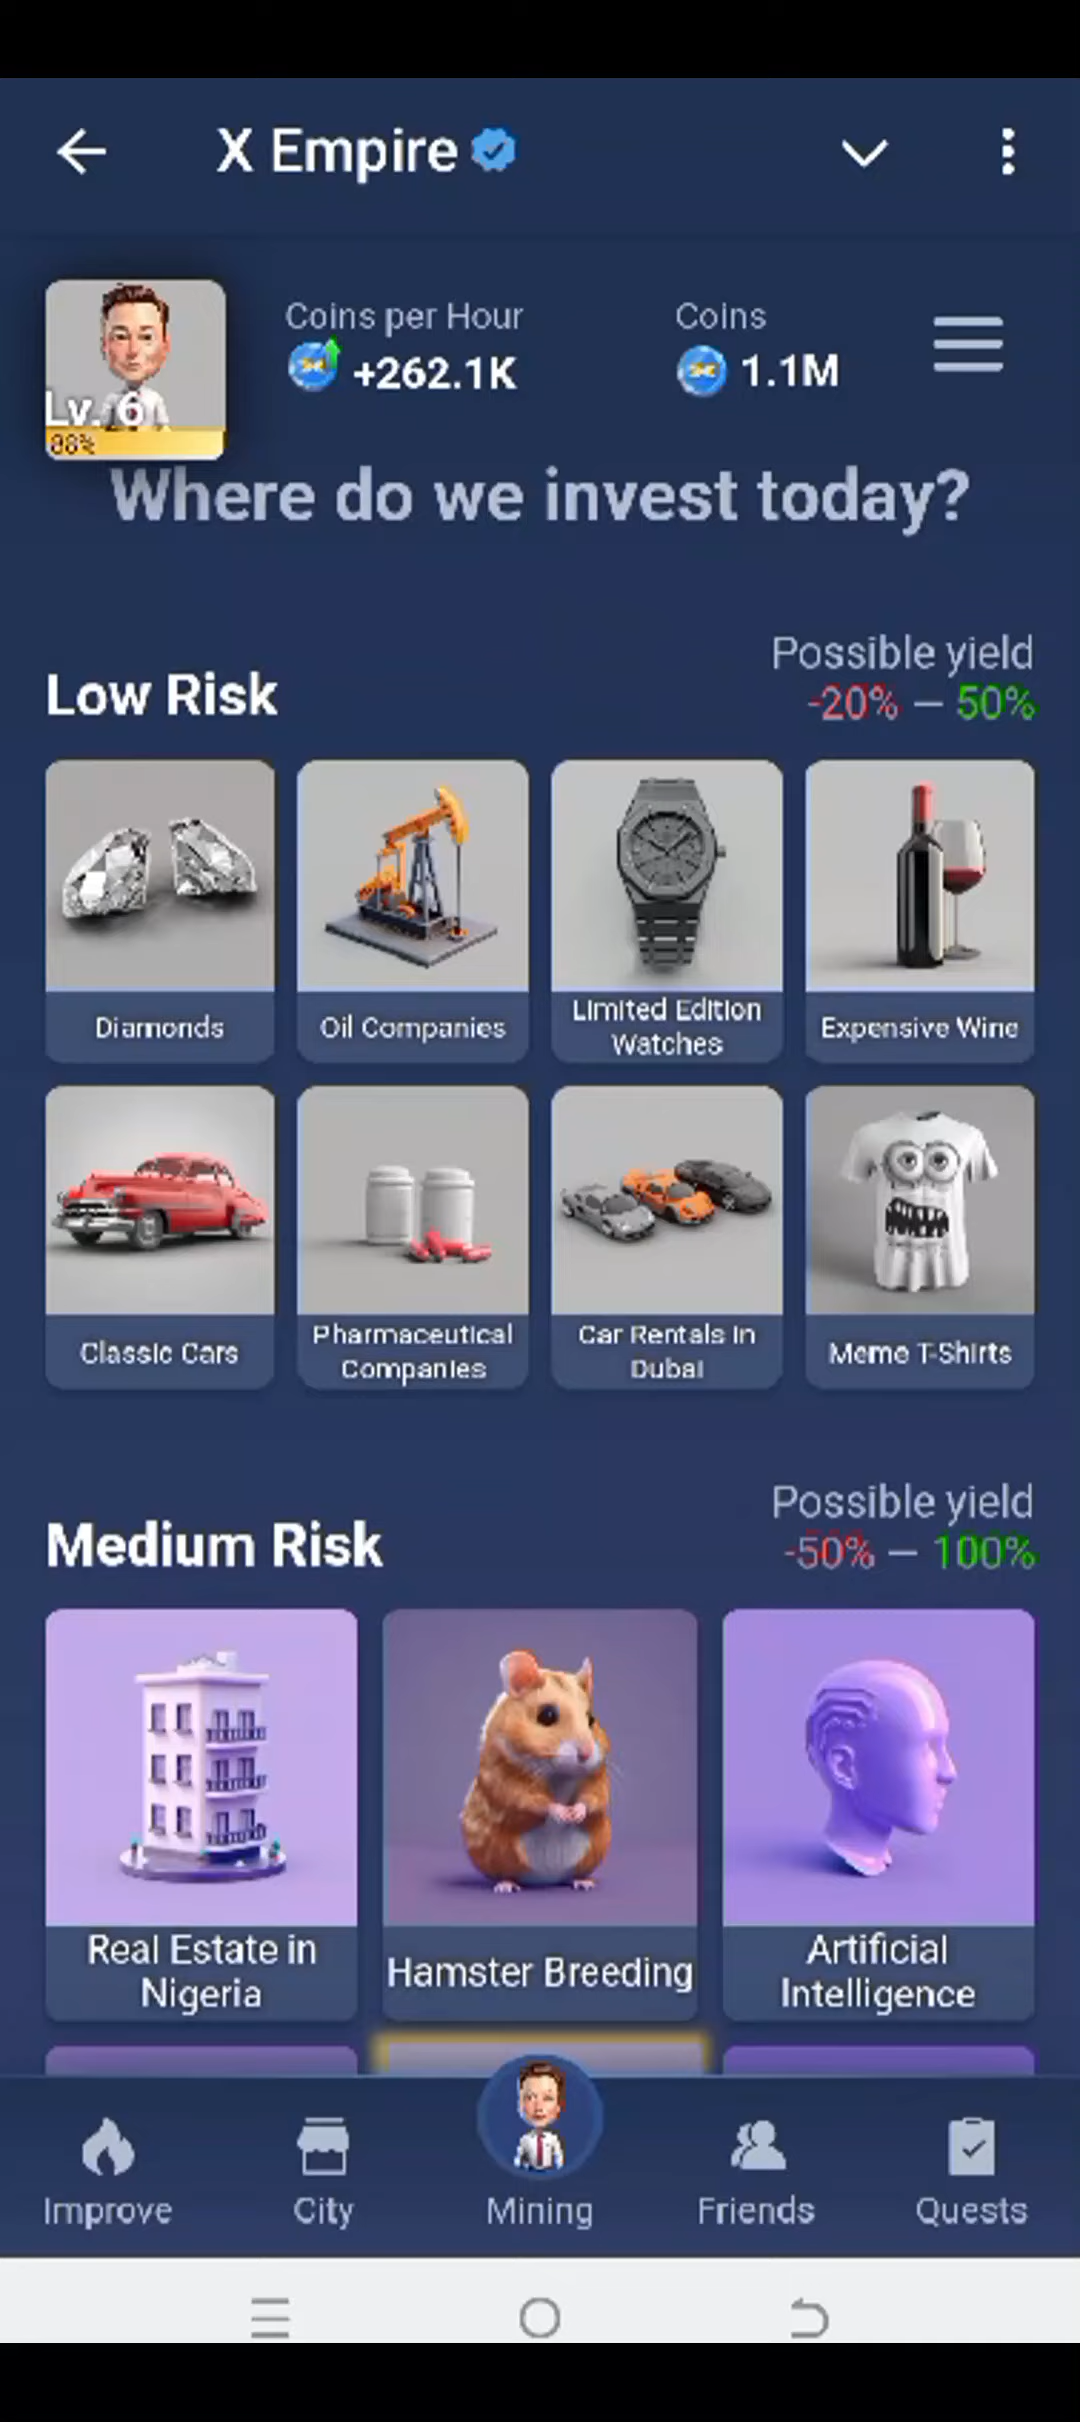 X Empire
Coins per Hour
+262.1K
Coins
1.1M
Lv. 6
88%
Where do we invest today?
Low Risk
Possible yield
-20% — 50%
Diamonds
Oil Companies
Limited Edition
Watches
Expensive Wine
Classic Cars
Pharmaceutical
Companies
Car Rentals in
Dubai
Meme T-Shirts
Medium Risk
Possible yield
-50% — 100%
Real Estate in
Nigeria
Hamster Breeding
Artificial
Intelligence
Improve
City
Mining
Friends
Quests